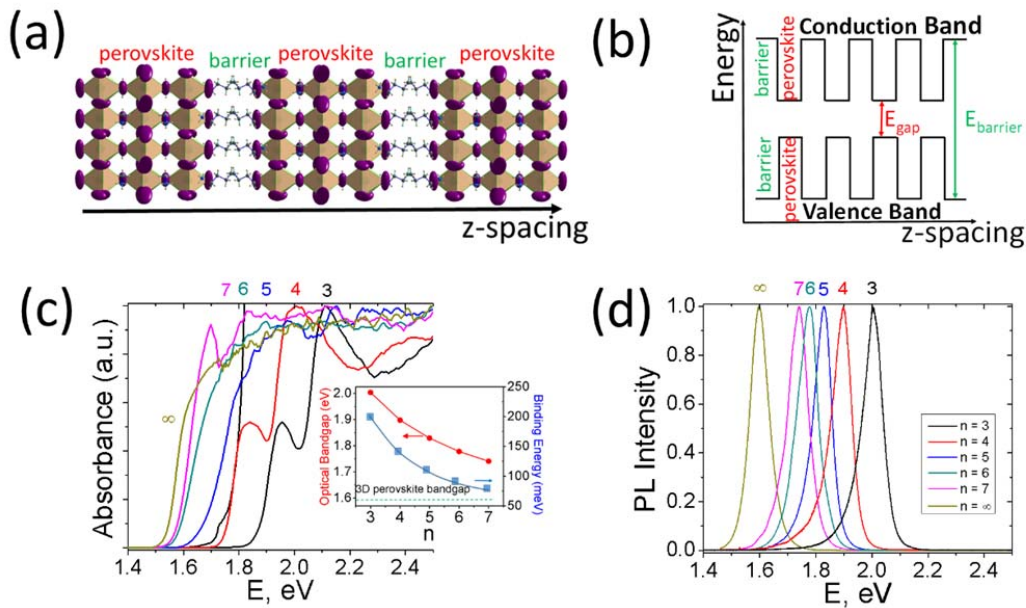 (a)
perovskite barrier perovskite barrier perovskite
z-spacing
(b)
Energy
Conduction Band
barrier
perovskite
E_gap
E_barrier
barrier
perovskite
Valence Band
z-spacing
(c)
7 6 5 4 3
∞
Absorbance (a.u.)
Optical Bandgap (eV)
2.0
1.9
1.8
1.7
1.6
3D perovskite bandgap
250
200
150
100
50
Binding Energy (meV)
3 4 5 6 7
n
1.4 1.6 1.8 2.0 2.2 2.4
E, eV
(d)
∞ 7 6 5 4 3
PL Intensity
1.0
0.8
0.6
0.4
0.2
0.0
n = 3
n = 4
n = 5
n = 6
n = 7
n = ∞
1.4 1.6 1.8 2.0 2.2 2.4
E, eV